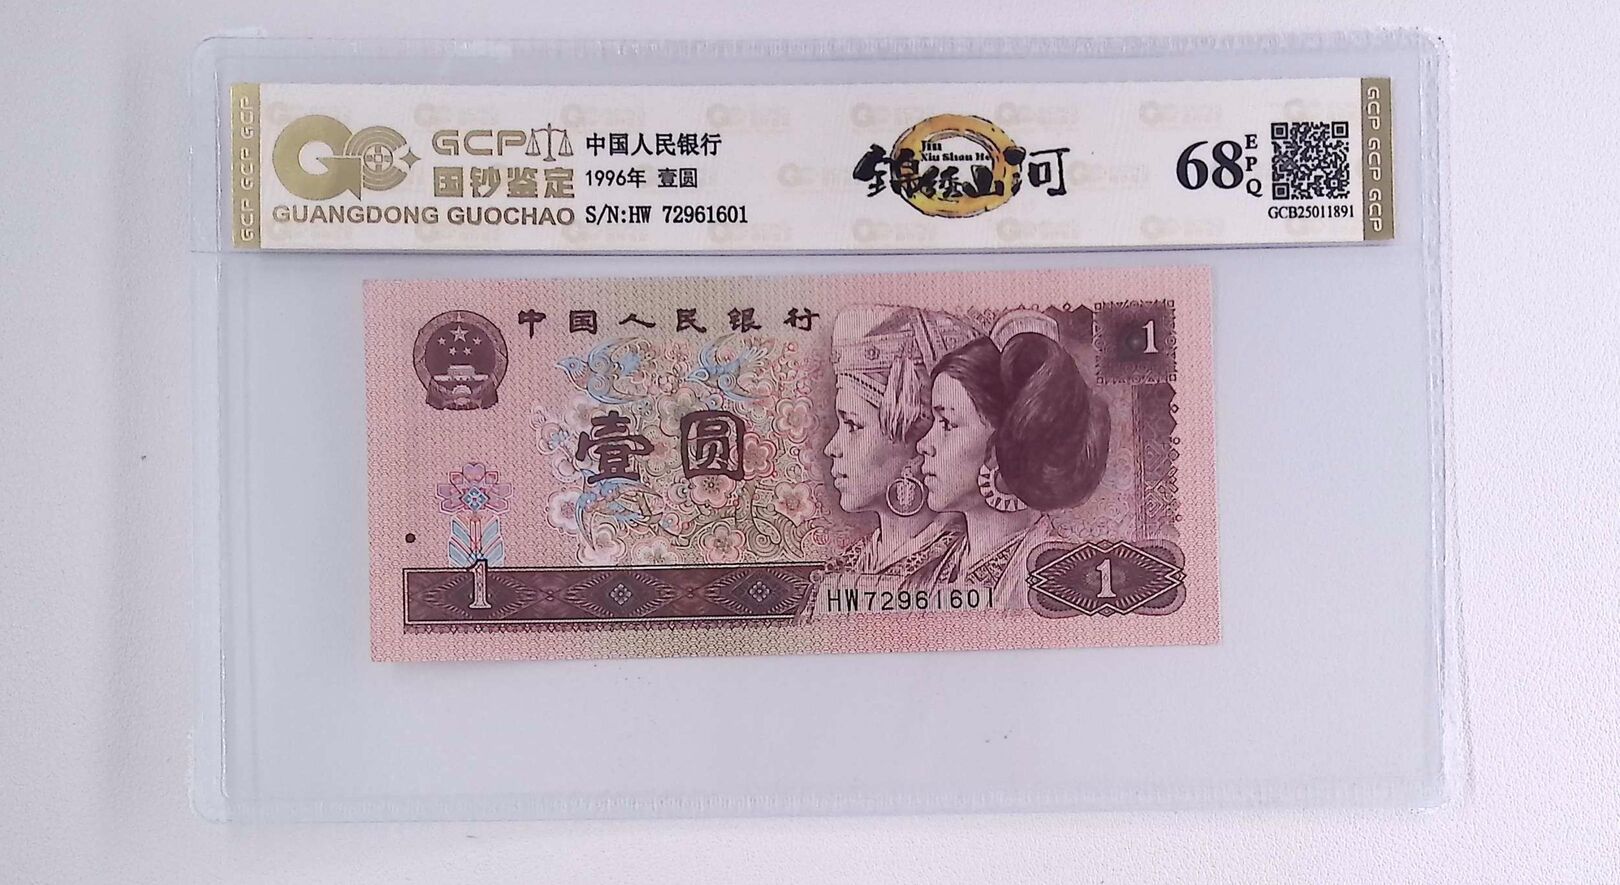 GCP
国钞鉴定
GUANGDONG GUOCHAO
中国人民银行
1996年 壹圆
S/N:HW 72961601
Jin
Xiu Shan He
锦绣山河
68
EPQ
GCB25011891
GCP GCP GCP
GCP GCP GCP
中国人民银行
1
壹圆
1
HW72961601
1